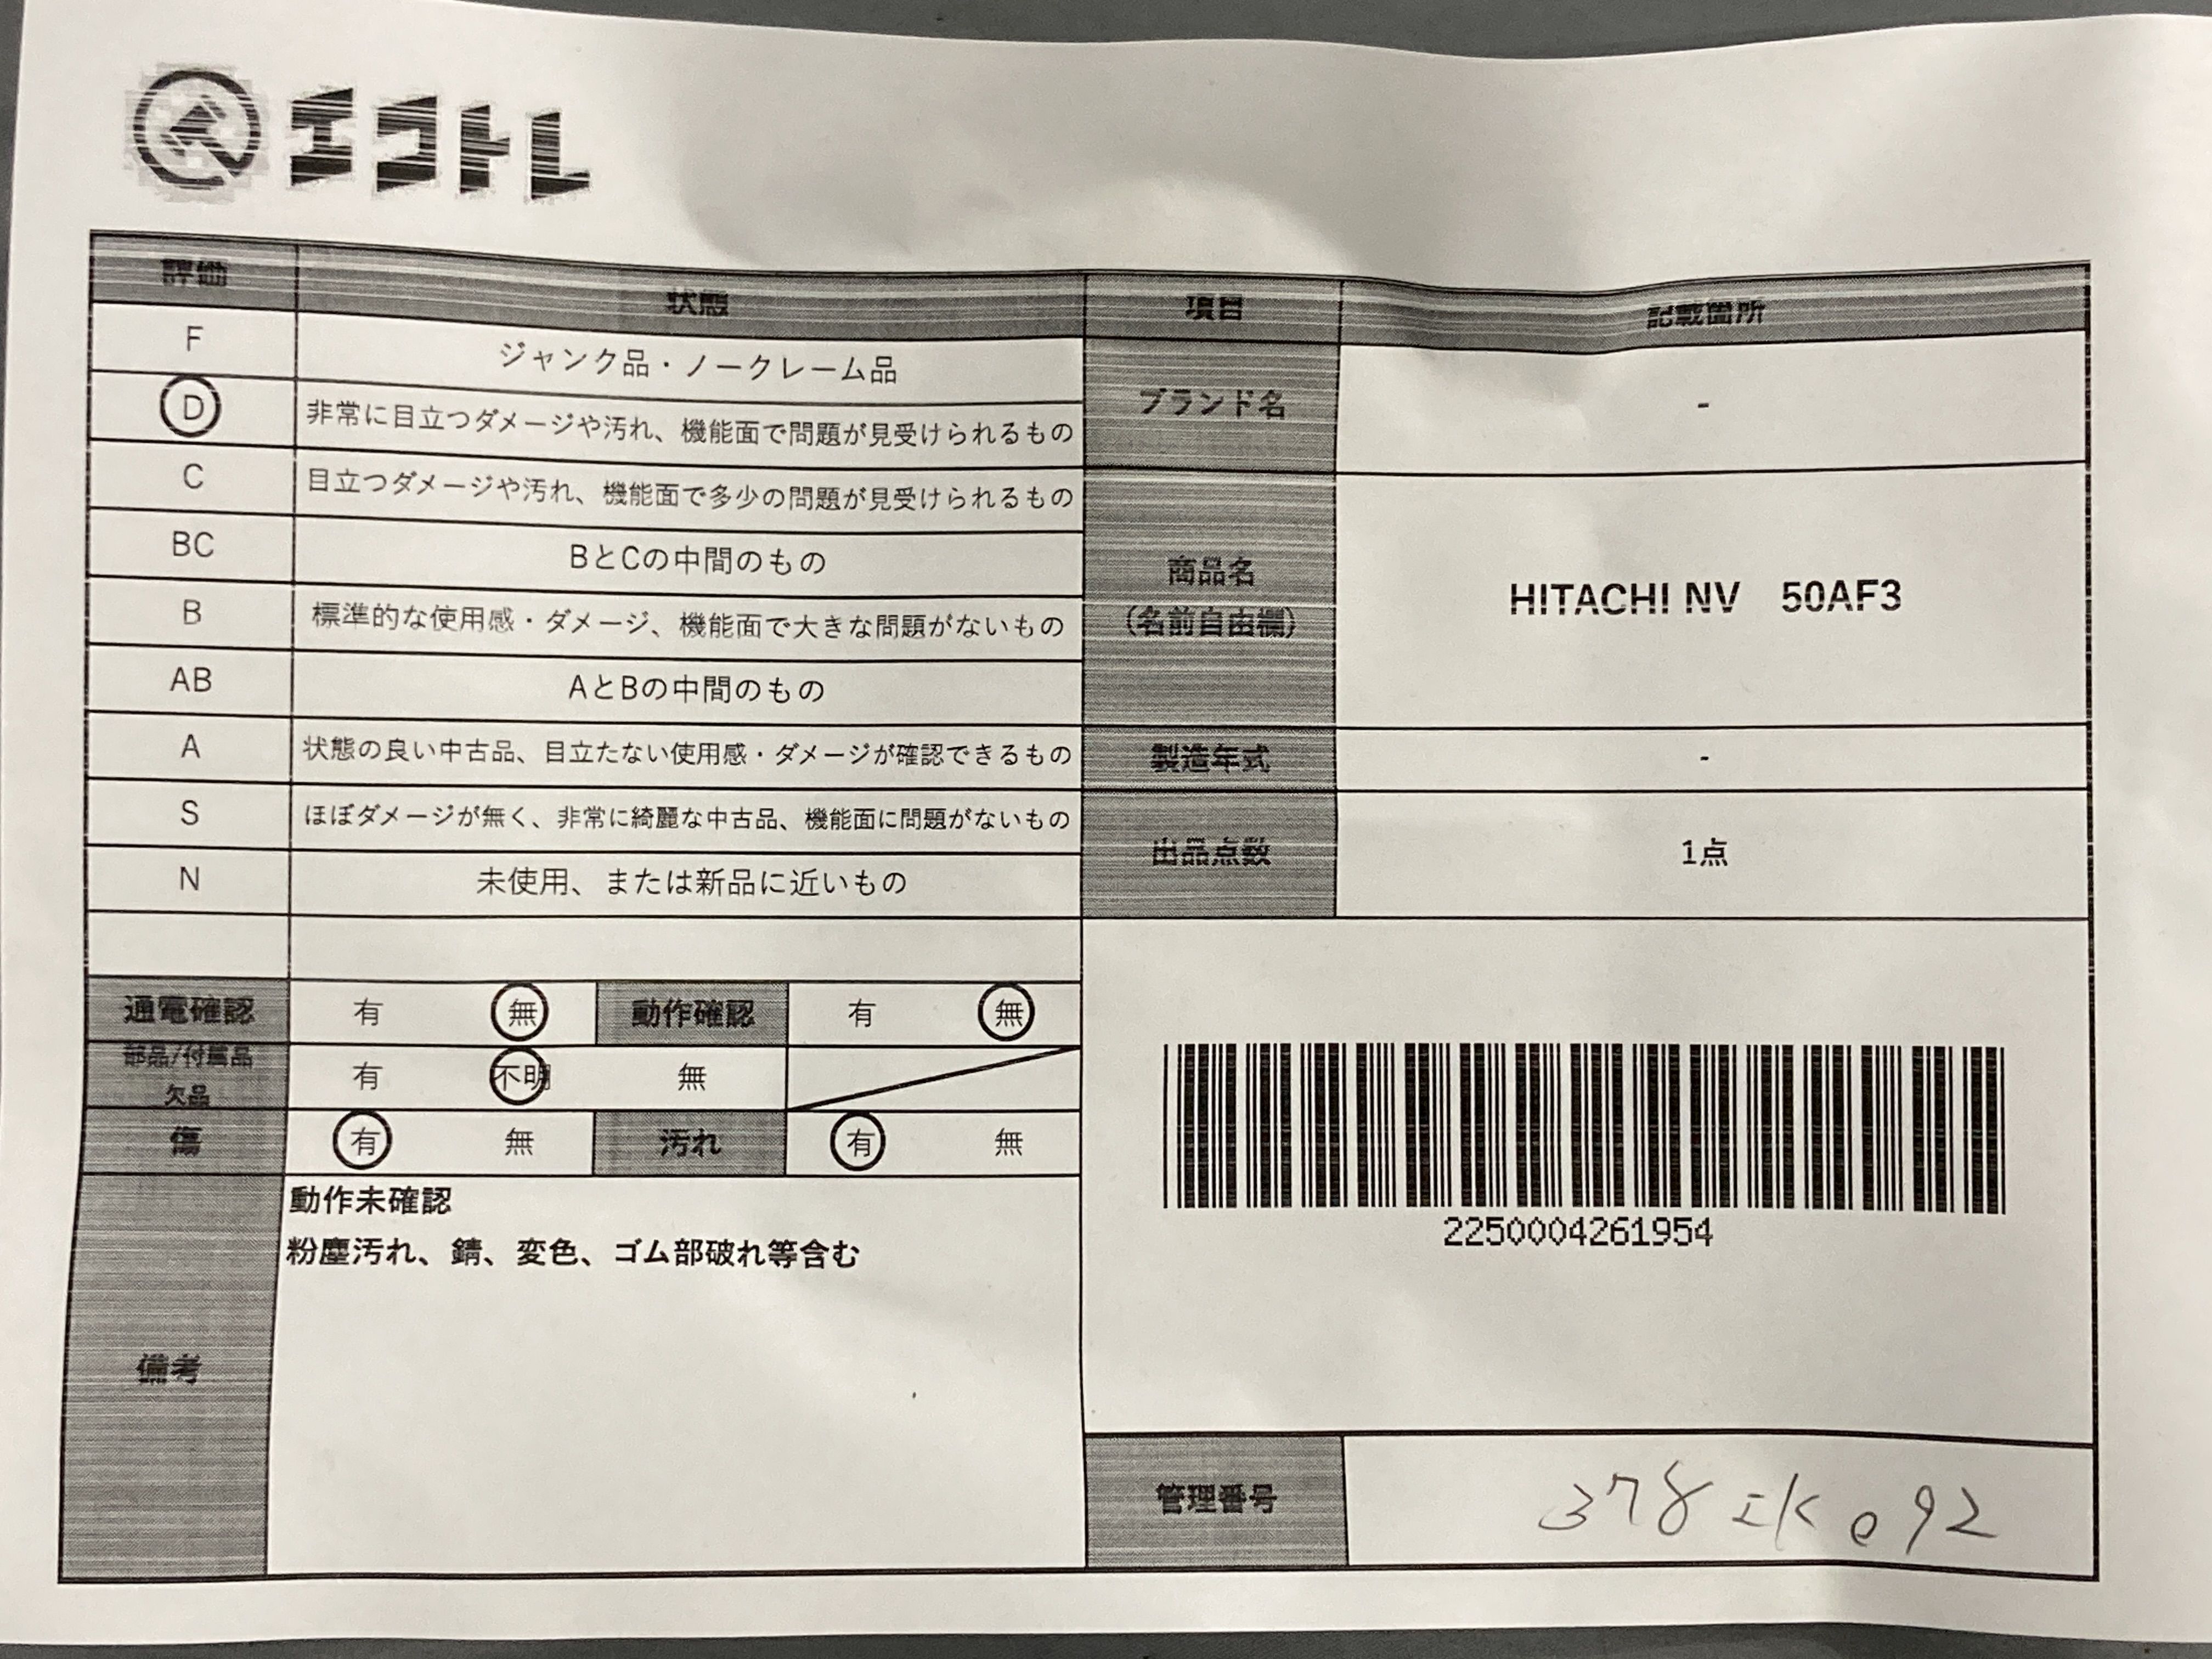 エコトレ
評価 状態 項目 記載箇所
F ジャンク品・ノークレーム品
D 非常に目立つダメージや汚れ、機能面で問題が見受けられるもの
ブランド名 -
C 目立つダメージや汚れ、機能面で多少の問題が見受けられるもの
BC BとCの中間のもの
B 標準的な使用感・ダメージ、機能面で大きな問題がないもの
商品名
(名前自由欄)
HITACHI NV 50AF3
AB AとBの中間のもの
A 状態の良い中古品、目立たない使用感・ダメージが確認できるもの
製造年式 -
S ほぼダメージが無く、非常に綺麗な中古品、機能面に問題がないもの
N 未使用、または新品に近いもの
出品点数 1点
通電確認 有 無 動作確認 有 無
部品/付属品
欠品
有 不明 無
傷 有 無 汚れ 有 無
備考
動作未確認
粉塵汚れ、錆、変色、ゴム部破れ等含む
2250004261954
管理番号 378IK092